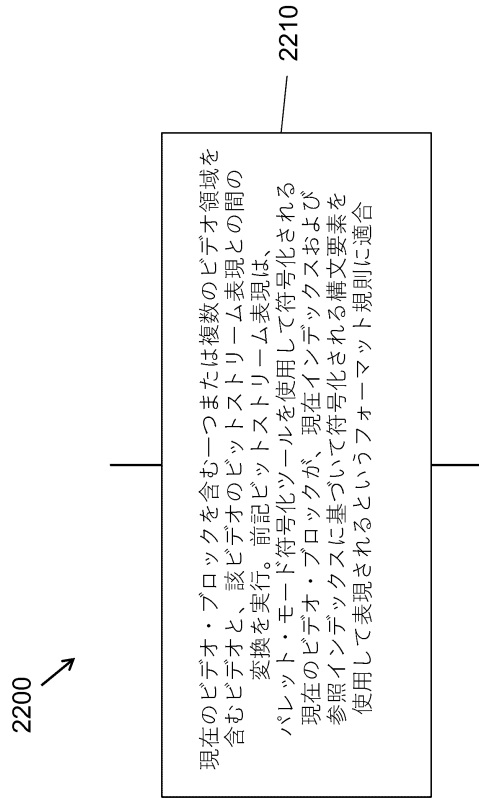 2200
2210
現在のビデオ・ブロックを含む一つまたは複数のビデオ領域を
含むビデオと、該ビデオのビットストリーム表現との間の
変換を実行。前記ビットストリーム表現は、
パレット・モード符号化ツールを使用して符号化される
現在のビデオ・ブロックが、現在インデックスおよび
参照インデックスに基づいて符号化される構文要素を
使用して表現されるというフォーマット規則に適合